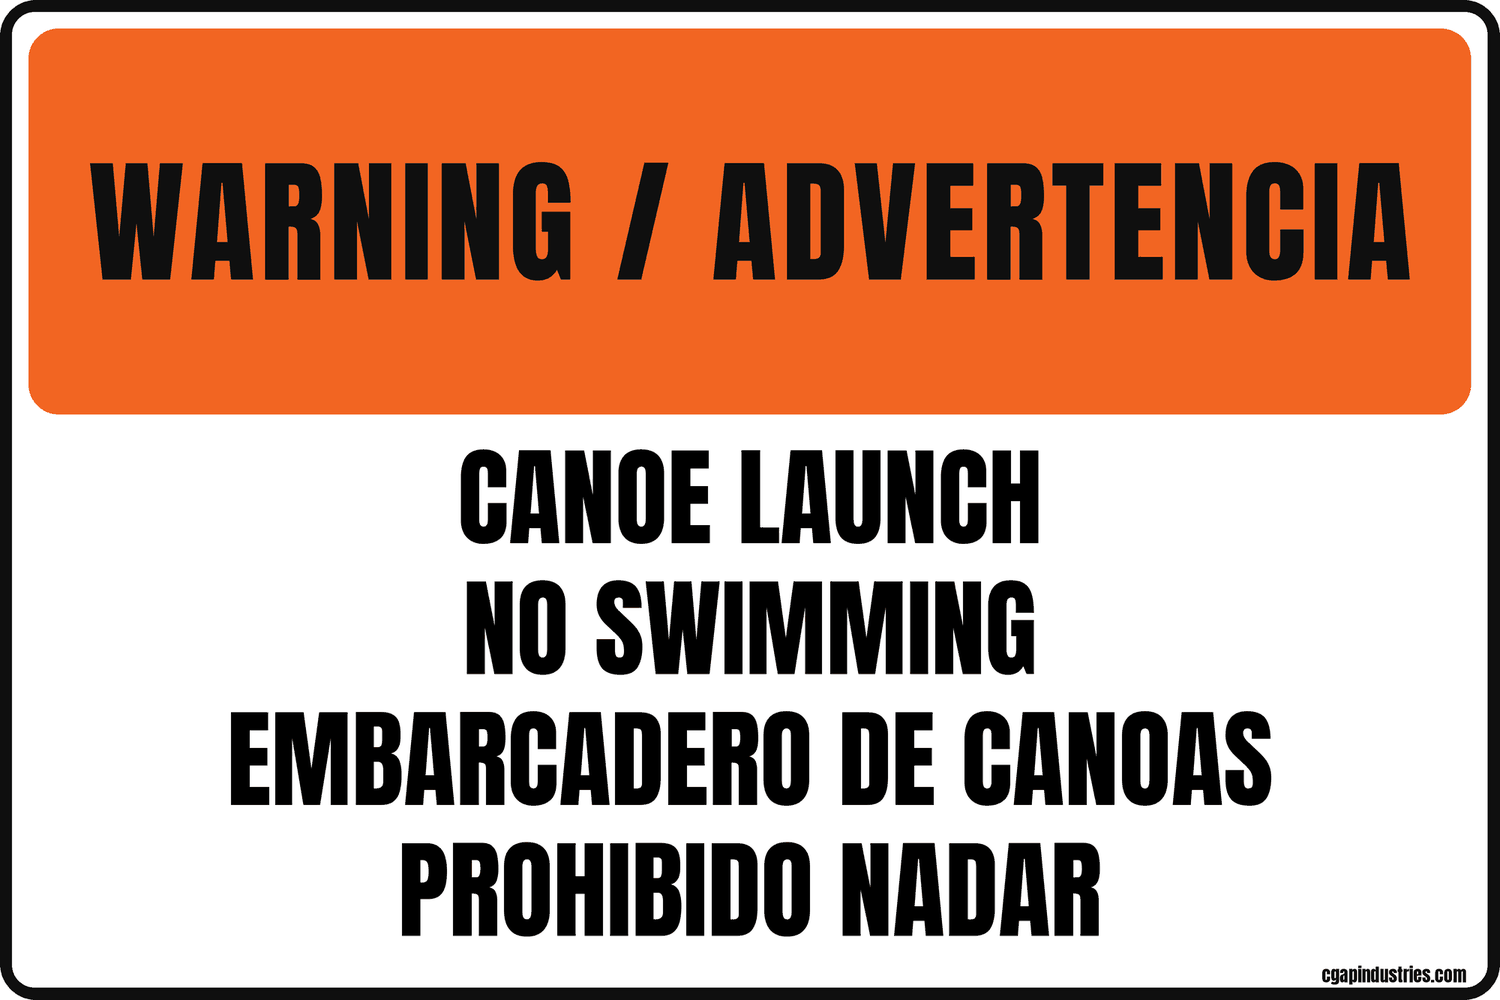 WARNING / ADVERTENCIA
CANOE LAUNCH
NO SWIMMING
EMBARCADERO DE CANOAS
PROHIBIDO NADAR
cgapindustries.com